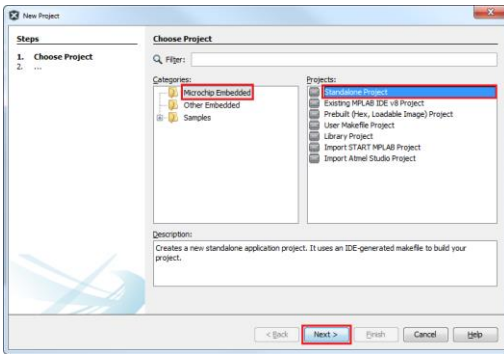 New Project
Steps
1. Choose Project
2. ...
Choose Project
Filter:
Categories:
Microchip Embedded
Other Embedded
Samples
Projects:
Standalone Project
Existing MPLAB IDE v8 Project
Prebuilt (Hex, Loadable Image) Project
User Makefile Project
Library Project
Import START MPLAB Project
Import Atmel Studio Project
Description:
Creates a new standalone application project. It uses an IDE-generated makefile to build your
project.
< Back
Next >
Finish
Cancel
Help